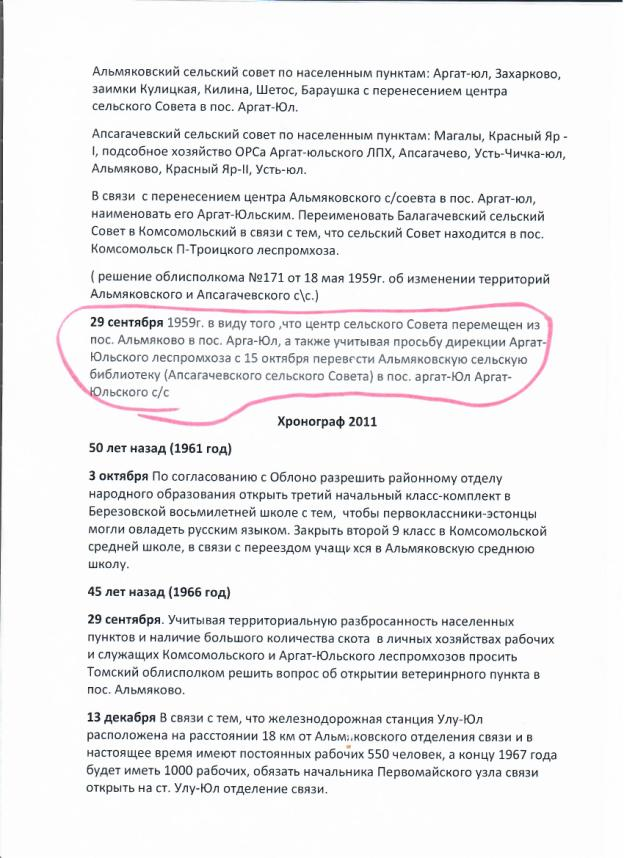 Альмяковский сельский совет по населенным пунктам: Аргат-юл, Захарково,
заимки Кулицкая, Килина, Шетос, Бараушка с перенесением центра
сельского Совета в пос. Аргат-Юл.
Апсагачевский сельский совет по населенным пунктам: Магалы, Красный Яр -
I, подсобное хозяйство ОРСа Аргат-юльского ЛПХ, Апсагачево, Усть-Чичка-юл,
Альмяково, Красный Яр-II, Усть-юл.
В связи с перенесением центра Альмяковского с/соевта в пос. Аргат-юл,
наименовать его Аргат-Юльским. Переименовать Балагачевский сельский
Совет в Комсомольский в связи с тем, что сельский Совет находится в пос.
Комсомольск П-Троицкого леспромхоза.
( решение облисполкома №171 от 18 мая 1959г. об изменении территорий
Альмяковского и Апсагачевского с\с.)
29 сентября 1959г. в виду того ,что центр сельского Совета перемещен из
пос. Альмяково в пос. Арга-Юл, а также учитывая просьбу дирекции Аргат-
Юльского леспромхоза с 15 октября перевести Альмяковскую сельскую
библиотеку (Апсагачевского сельского Совета) в пос. аргат-Юл Аргат-
Юльского с/с
Хронограф 2011
50 лет назад (1961 год)
3 октября По согласованию с Облоно разрешить районному отделу
народного образования открыть третий начальный класс-комплект в
Березовской восьмилетней школе с тем, чтобы первоклассники-эстонцы
могли овладеть русским языком. Закрыть второй 9 класс в Комсомольской
средней школе, в связи с переездом учащихся в Альмяковскую среднюю
школу.
45 лет назад (1966 год)
29 сентября. Учитывая территориальную разбросанность населенных
пунктов и наличие большого количества скота в личных хозяйствах рабочих
и служащих Комсомольского и Аргат-Юльского леспромхозов просить
Томский облисполком решить вопрос об открытии ветеринрного пункта в
пос. Альмяково.
13 декабря В связи с тем, что железнодорожная станция Улу-Юл
расположена на расстоянии 18 км от Альмяковского отделения связи и в
настоящее время имеют постоянных рабочих 550 человек, а концу 1967 года
будет иметь 1000 рабочих, обязать начальника Первомайского узла связи
открыть на ст. Улу-Юл отделение связи.